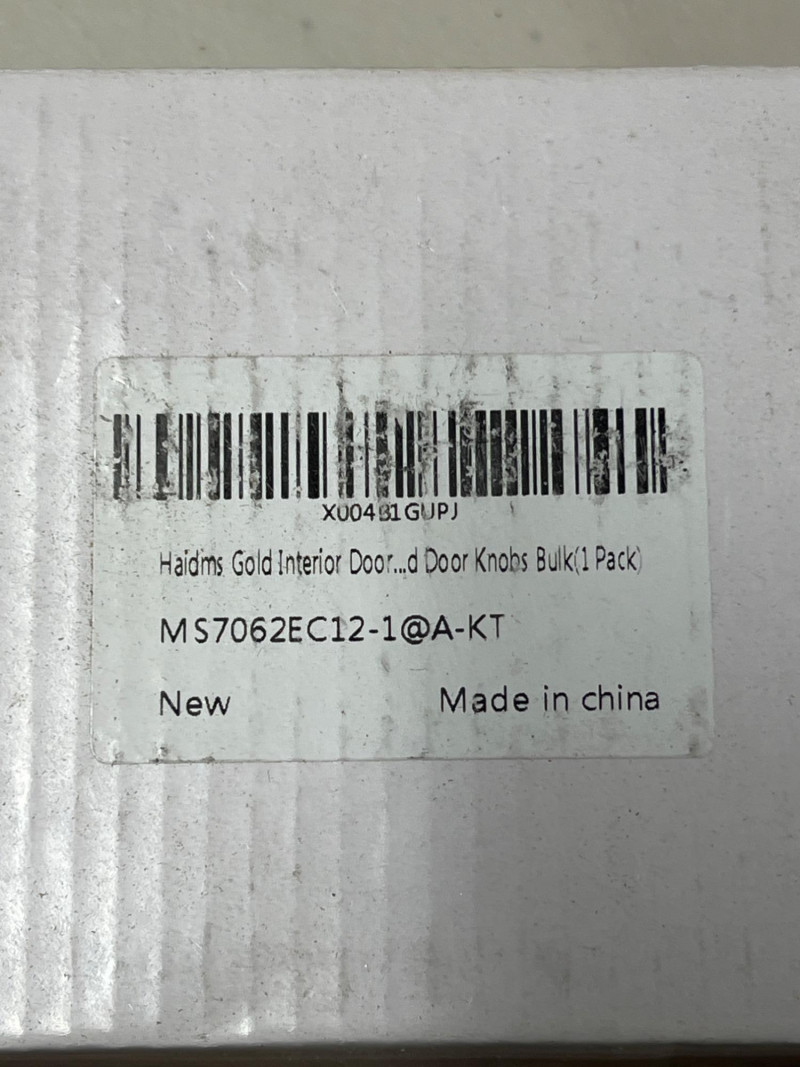 X004B1GUPJ
Haidms Gold Interior Door...d Door Knobs Bulk(1 Pack)
MS7062EC12-1@A-KT
New Made in china